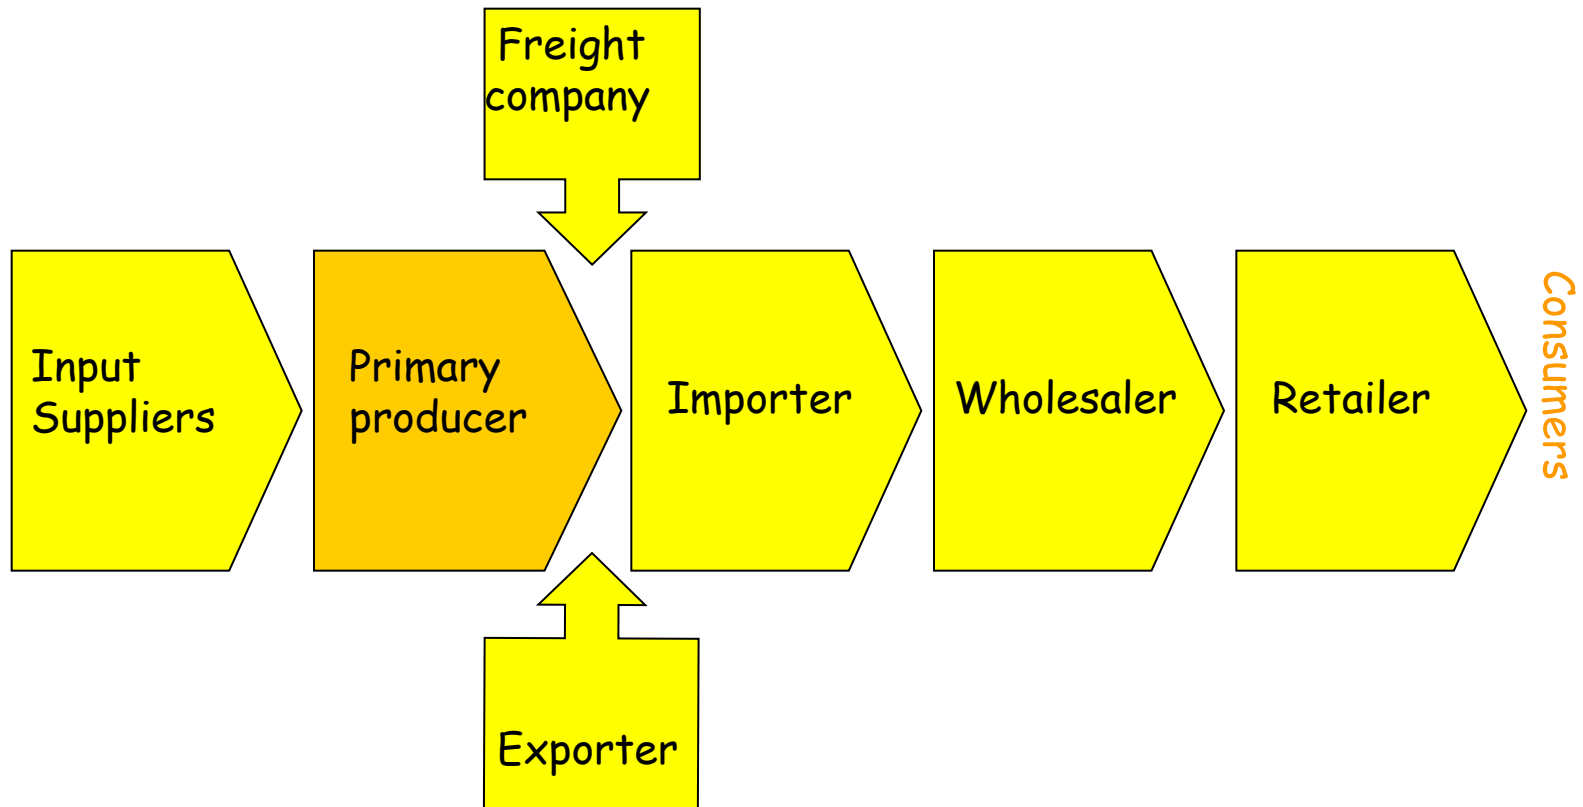 Freight
company
Input
Suppliers
Primary
producer
Importer
Wholesaler
Retailer
Consumers
Exporter